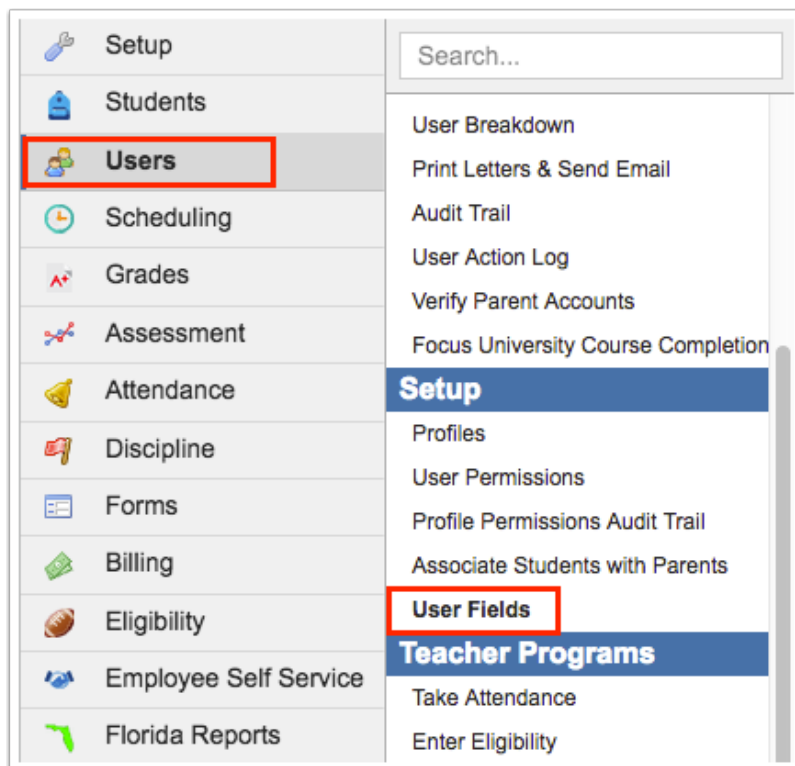 Setup
Students
Users
Scheduling
Grades
Assessment
Attendance
Discipline
Forms
Billing
Eligibility
Employee Self Service
Florida Reports
Search...
User Breakdown
Print Letters & Send Email
Audit Trail
User Action Log
Verify Parent Accounts
Focus University Course Completion
Setup
Profiles
User Permissions
Profile Permissions Audit Trail
Associate Students with Parents
User Fields
Teacher Programs
Take Attendance
Enter Eligibility